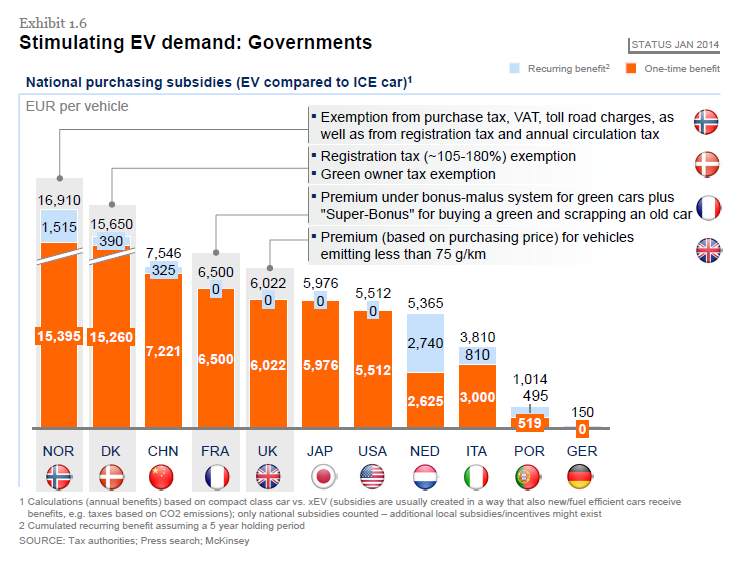 Exhibit 1.6
Stimulating EV demand: Governments
STATUS JAN 2014
Recurring benefit2
One-time benefit
National purchasing subsidies (EV compared to ICE car)1
EUR per vehicle
▪ Exemption from purchase tax, VAT, toll road charges, as
well as from registration tax and annual circulation tax
▪ Registration tax (~105-180%) exemption
▪ Green owner tax exemption
▪ Premium under bonus-malus system for green cars plus
"Super-Bonus" for buying a green and scrapping an old car
▪ Premium (based on purchasing price) for vehicles
emitting less than 75 g/km
16,910
1,515
15,395
15,650
390
15,260
7,546
325
7,221
6,500
0
6,500
6,022
0
6,022
5,976
0
5,976
5,512
0
5,512
5,365
2,740
2,625
3,810
810
3,000
1,014
495
519
150
0
NOR DK CHN FRA UK JAP USA NED ITA POR GER
1 Calculations (annual benefits) based on compact class car vs. xEV (subsidies are usually created in a way that also new/fuel efficient cars receive
benefits, e.g. taxes based on CO2 emissions); only national subsidies counted – additional local subsidies/incentives might exist
2 Cumulated recurring benefit assuming a 5 year holding period
SOURCE: Tax authorities; Press search; McKinsey